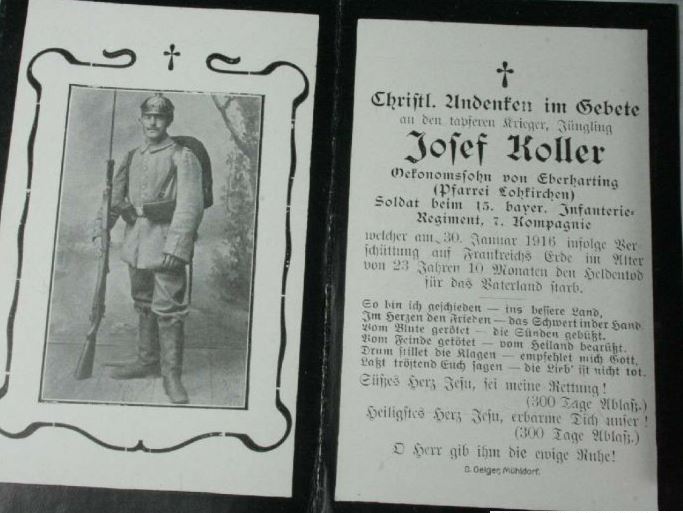 Christl. Andenken im Gebete
an den tapferen Krieger, Jüngling
Josef Koller
Oekonomssohn von Eberharting
(Pfarrei Lohkirchen)
Soldat beim 15. bayer. Infanterie-
Regiment, 7. Kompagnie
welcher am 30. Januar 1916 infolge Ver-
schüttung auf Frankreichs Erde im Alter
von 23 Jahren 10 Monaten den Heldentod
für das Vaterland starb.
So bin ich geschieden — ins bessere Land,
Im Herzen den Frieden — das Schwert in der Hand
Vom Blute gerötet — die Sünden gebüßt.
Vom Feinde getötet — vom Heiland begrüßt.
Drum stillet die Klagen — empfehlet mich Gott,
Laßt tröstend Euch sagen — die Lieb' ist nicht tot.
Süßes Herz Jesu, sei meine Rettung!
(300 Tage Ablaß.)
Heiligstes Herz Jesu, erbarme Dich unser!
(300 Tage Ablaß.)
O Herr gib ihm die ewige Ruhe!
D. Geiger, Mühldorf.